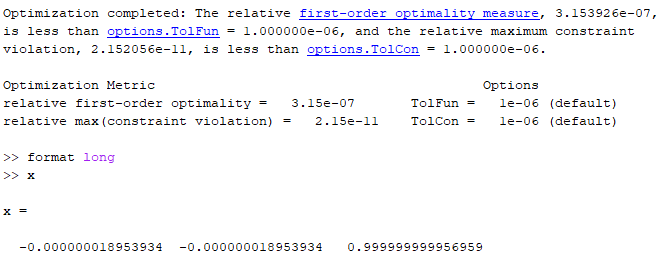 Optimization completed: The relative first-order optimality measure, 3.153926e-07,
is less than options.TolFun = 1.000000e-06, and the relative maximum constraint
violation, 2.152056e-11, is less than options.TolCon = 1.000000e-06.
Optimization Metric Options
relative first-order optimality = 3.15e-07 TolFun = 1e-06 (default)
relative max(constraint violation) = 2.15e-11 TolCon = 1e-06 (default)
>> format long
>> x
x =
-0.000000018953934 -0.000000018953934 0.999999999956959